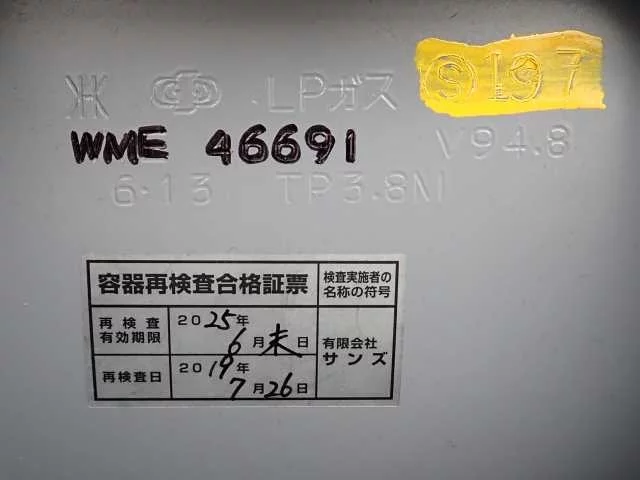 LPガス Ⓢ 19 7
WME 46691 V94.8
6・13 TP3.8M
容器再検査合格証票 検査実施者の名称の符号
再検査有効期限 2025年6月末日 有限会社サンズ
再検査日 2019年7月26日